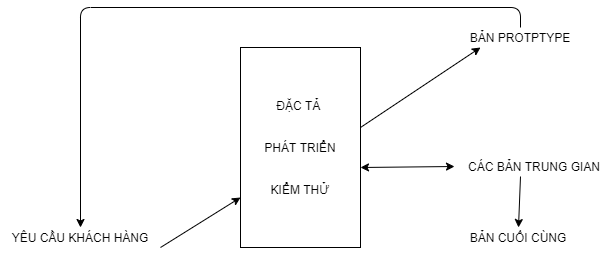 BẢN PROTPTYPE
ĐẶC TẢ
PHÁT TRIỂN
KIỂM THỬ
CÁC BẢN TRUNG GIAN
YÊU CẦU KHÁCH HÀNG
BẢN CUỐI CÙNG